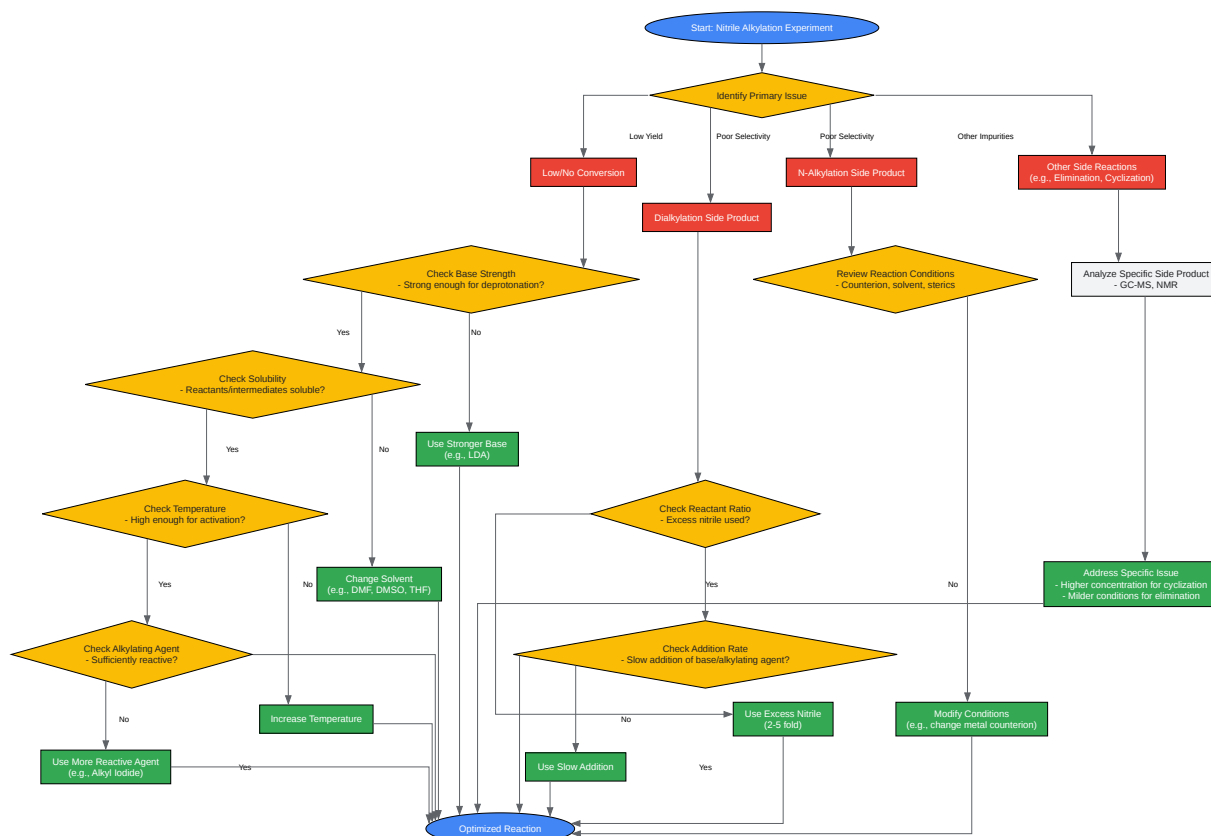 Start: Nitrile Alkylation Experiment
Identify Primary Issue
Low Yield
Poor Selectivity
Poor Selectivity
Other Impurities
Low/No Conversion
N-Alkylation Side Product
Other Side Reactions
(e.g., Elimination, Cyclization)
Dialkylation Side Product
Check Base Strength
- Strong enough for deprotonation?
Review Reaction Conditions
- Counterion, solvent, sterics
Analyze Specific Side Product
- GC-MS, NMR
Yes
No
Check Solubility
- Reactants/intermediates soluble?
Use Stronger Base
(e.g., LDA)
Yes
No
Check Temperature
- High enough for activation?
Check Reactant Ratio
- Excess nitrile used?
Yes
No
Change Solvent
(e.g., DMF, DMSO, THF)
Yes
No
Address Specific Issue
- Higher concentration for cyclization
- Milder conditions for elimination
Check Alkylating Agent
- Sufficiently reactive?
Check Addition Rate
- Slow addition of base/alkylating agent?
No
Increase Temperature
No
Use Excess Nitrile
(2-5 fold)
Modify Conditions
(e.g., change metal counterion)
Use More Reactive Agent
(e.g., Alkyl Iodide)
Yes
Use Slow Addition
Yes
Optimized Reaction